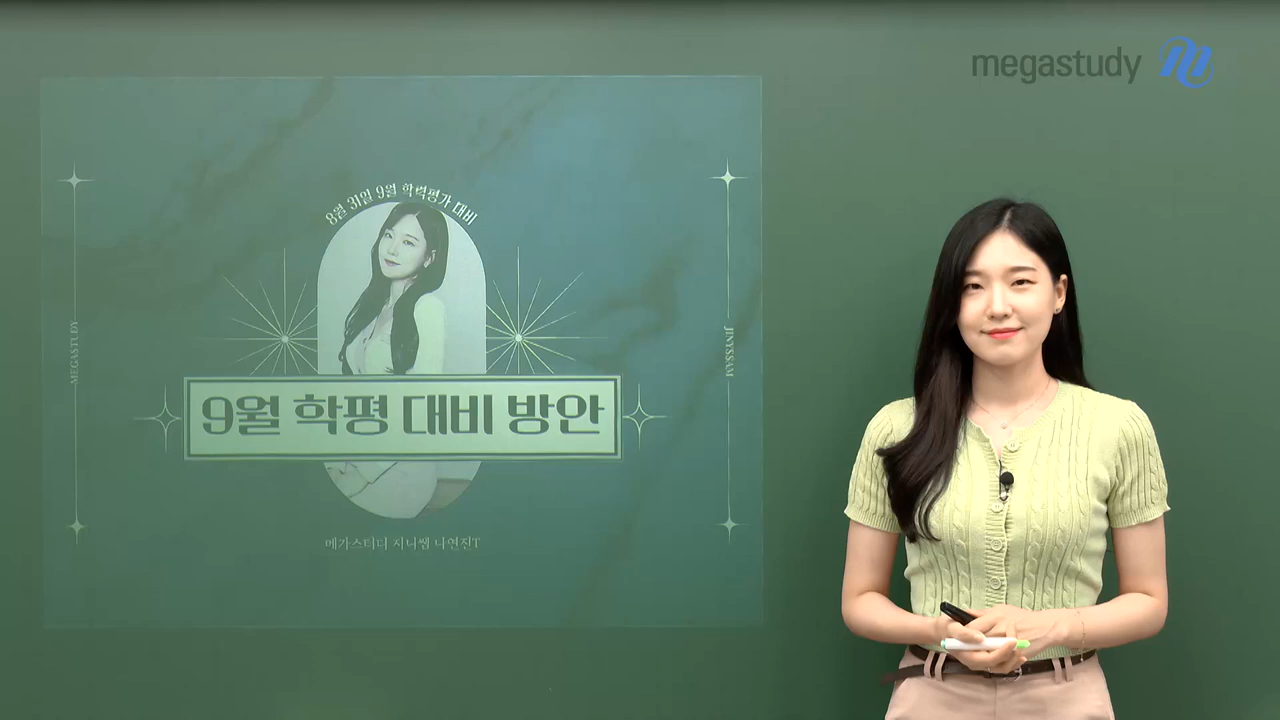 megastudy
8월 31일 9월 학력평가 대비
MEGASTUDY
JINYSSAM
9월 학평 대비 방안
메가스터디 지니쌤 나연진T